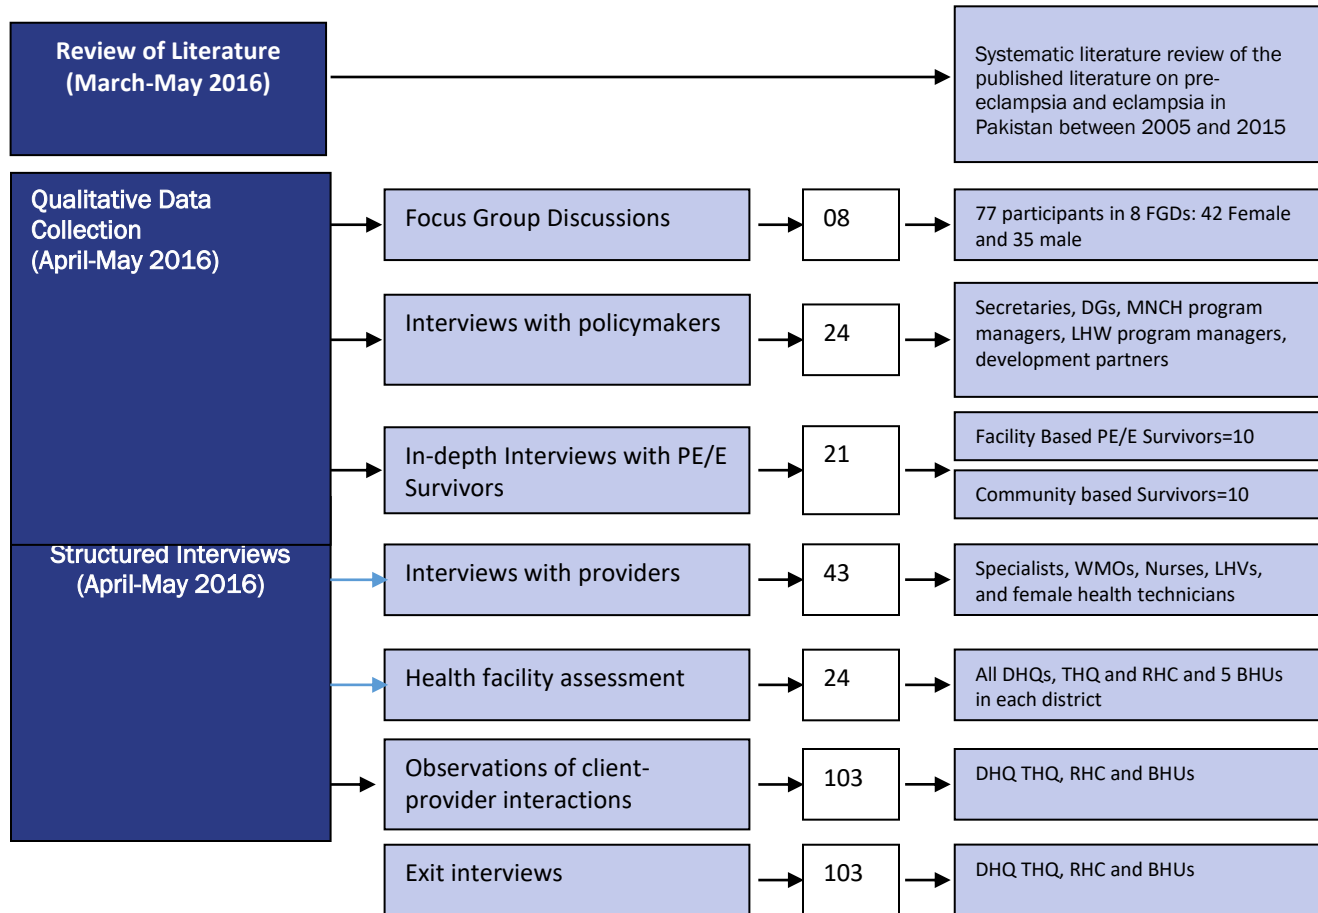 Review of Literature
(March-May 2016)
Systematic literature review of the
published literature on pre-
eclampsia and eclampsia in
Pakistan between 2005 and 2015
Qualitative Data
Collection
(April-May 2016)
Focus Group Discussions
08
77 participants in 8 FGDs: 42 Female
and 35 male
Interviews with policymakers
24
Secretaries, DGs, MNCH program
managers, LHW program managers,
development partners
In-depth Interviews with PE/E
Survivors
21
Facility Based PE/E Survivors=10
Community based Survivors=10
Structured Interviews
(April-May 2016)
Interviews with providers
43
Specialists, WMOs, Nurses, LHVs,
and female health technicians
Health facility assessment
24
All DHQs, THQ and RHC and 5 BHUs
in each district
Observations of client-
provider interactions
103
DHQ THQ, RHC and BHUs
Exit interviews
103
DHQ THQ, RHC and BHUs